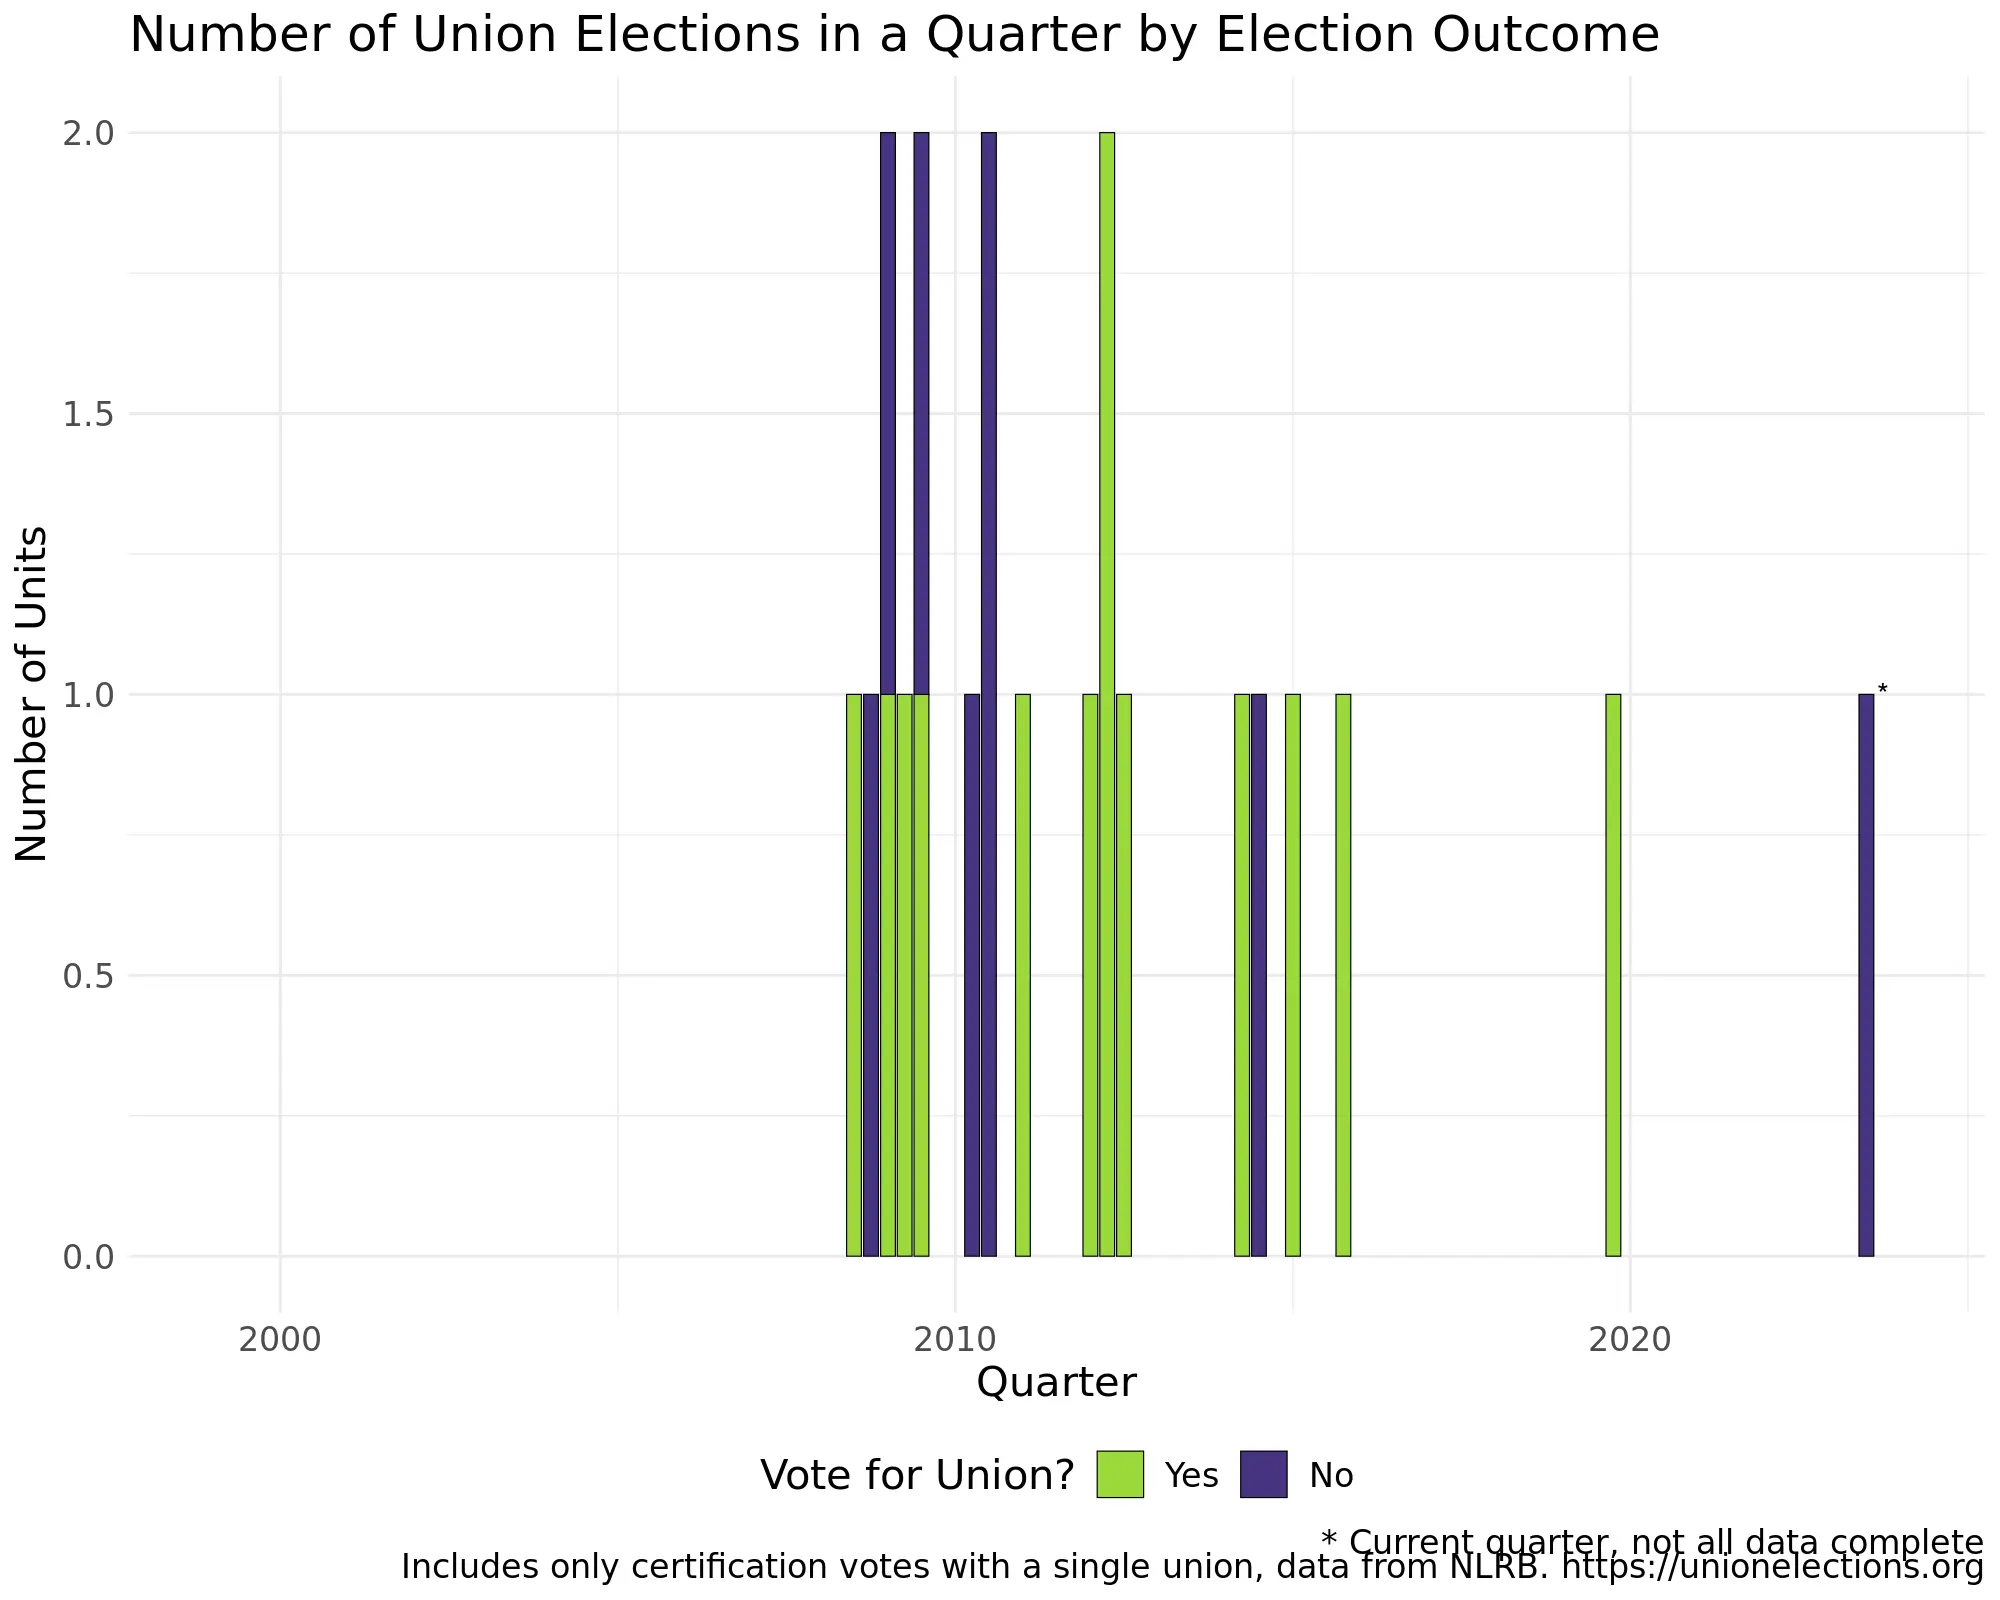 Number of Union Elections in a Quarter by Election Outcome
Number of Units
2.0
1.5
1.0
0.5
0.0
*
2000 2010 2020
Quarter
Vote for Union? Yes No
* Current quarter, not all data complete
Includes only certification votes with a single union, data from NLRB. https://unionelections.org